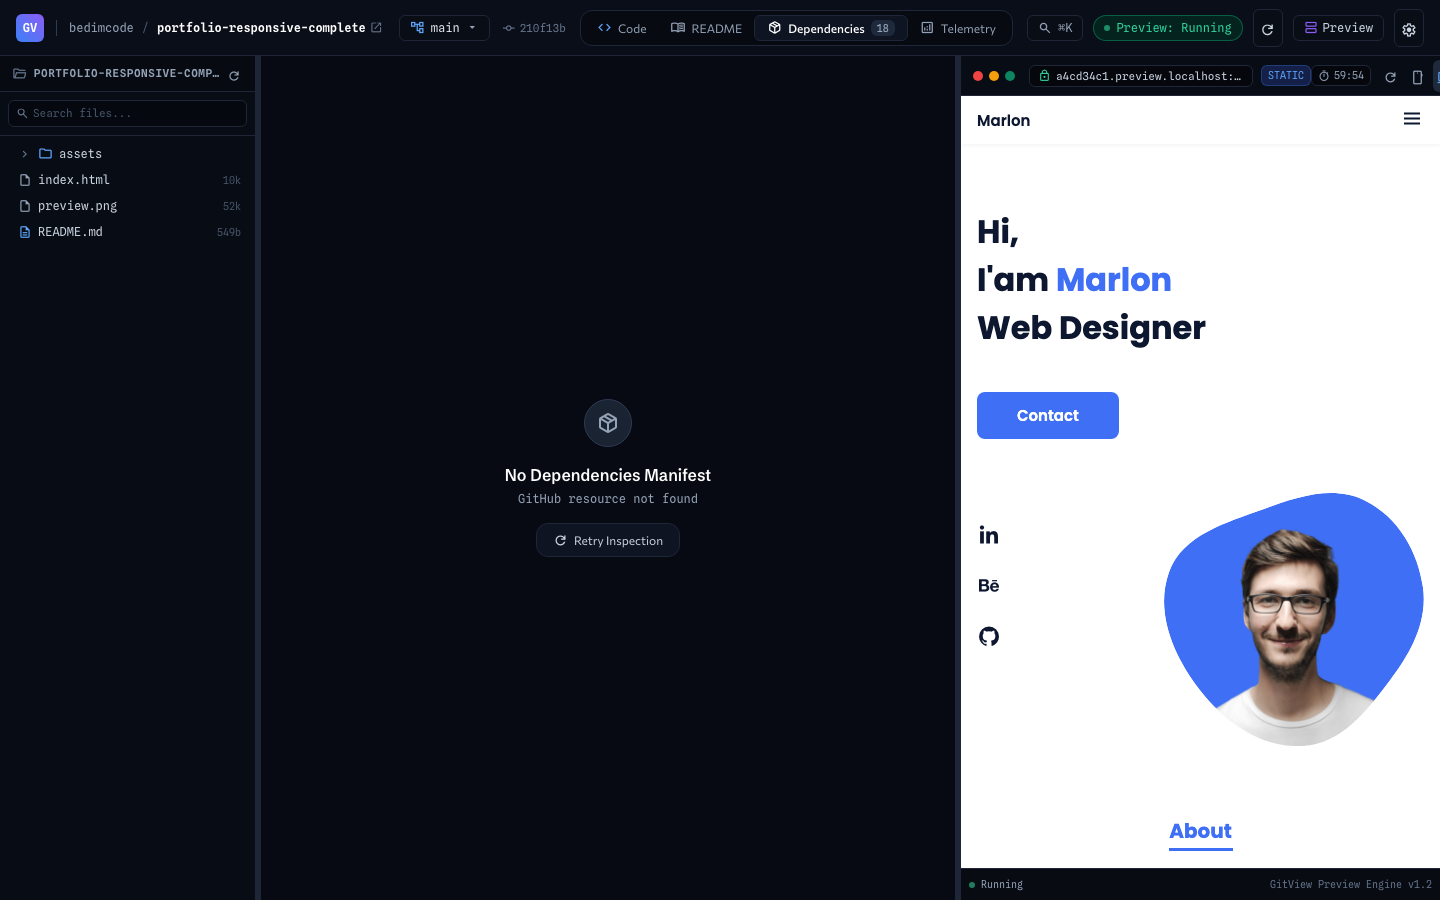 GV bedimcode / portfolio-responsive-complete main 210f13b Code README Dependencies 18 Telemetry ⌘K Preview: Running Preview
PORTFOLIO-RESPONSIVE-COMP…
Search files...
assets
index.html 10k
preview.png 52k
README.md 549b
No Dependencies Manifest
GitHub resource not found
Retry Inspection
a4cd34c1.preview.localhost:… STATIC 59:54
Marlon
Hi,
I'am Marlon
Web Designer
Contact
in
Bē
About
Running GitView Preview Engine v1.2